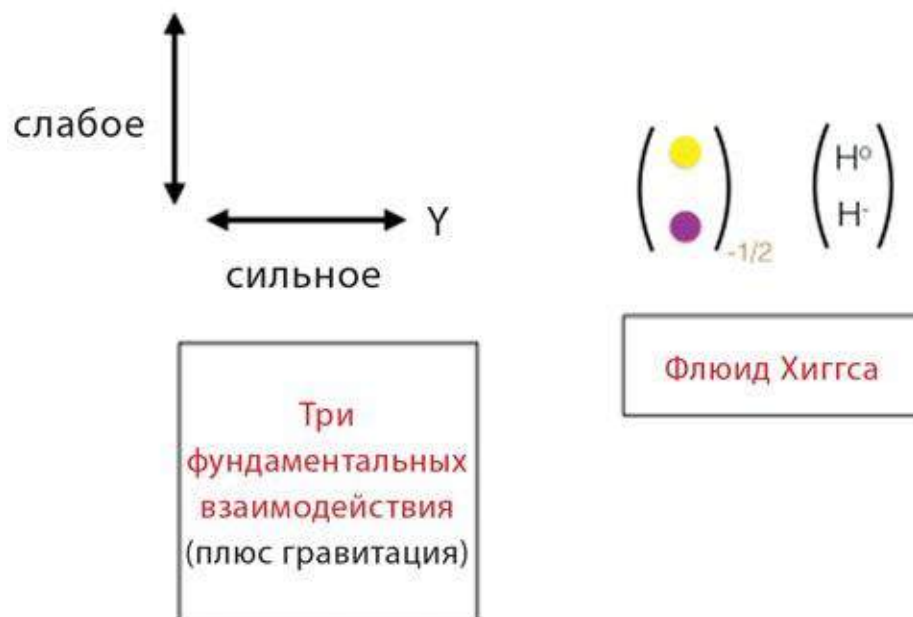 слабое
Y
сильное
-1/2
H⁰
H⁻
Флюид Хиггса
Три
фундаментальных
взаимодействия
(плюс гравитация)